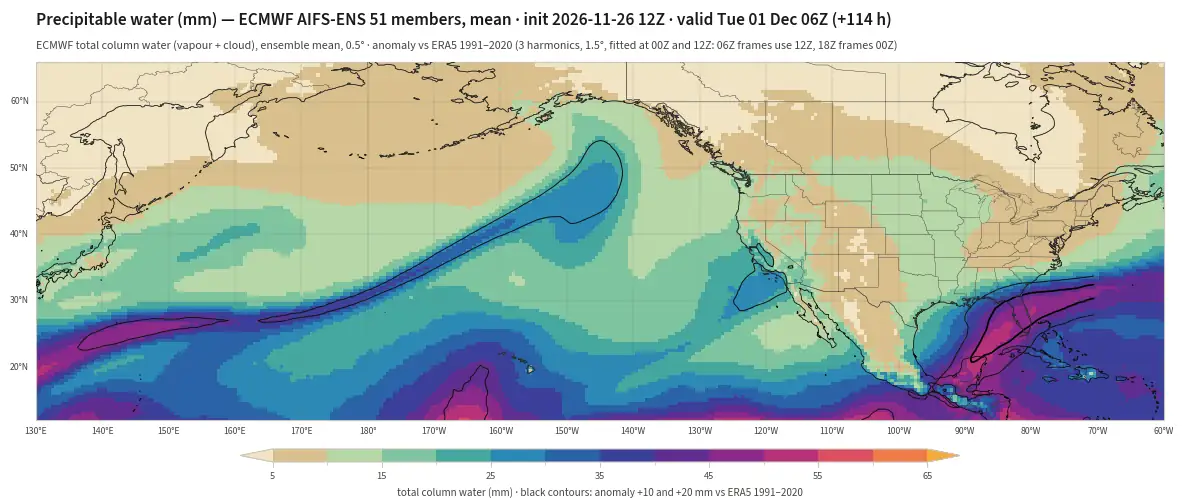 Precipitable water (mm) — ECMWF AIFS-ENS 51 members, mean · init 2026-11-26 12Z · valid Tue 01 Dec 06Z (+114 h)
ECMWF total column water (vapour + cloud), ensemble mean, 0.5° · anomaly vs ERA5 1991–2020 (3 harmonics, 1.5°, fitted at 00Z and 12Z: 06Z frames use 12Z, 18Z frames 00Z)
60°N
50°N
40°N
30°N
20°N
130°E 140°E 150°E 160°E 170°E 180° 170°W 160°W 150°W 140°W 130°W 120°W 110°W 100°W 90°W 80°W 70°W 60°W
5 15 25 35 45 55 65
total column water (mm) · black contours: anomaly +10 and +20 mm vs ERA5 1991–2020